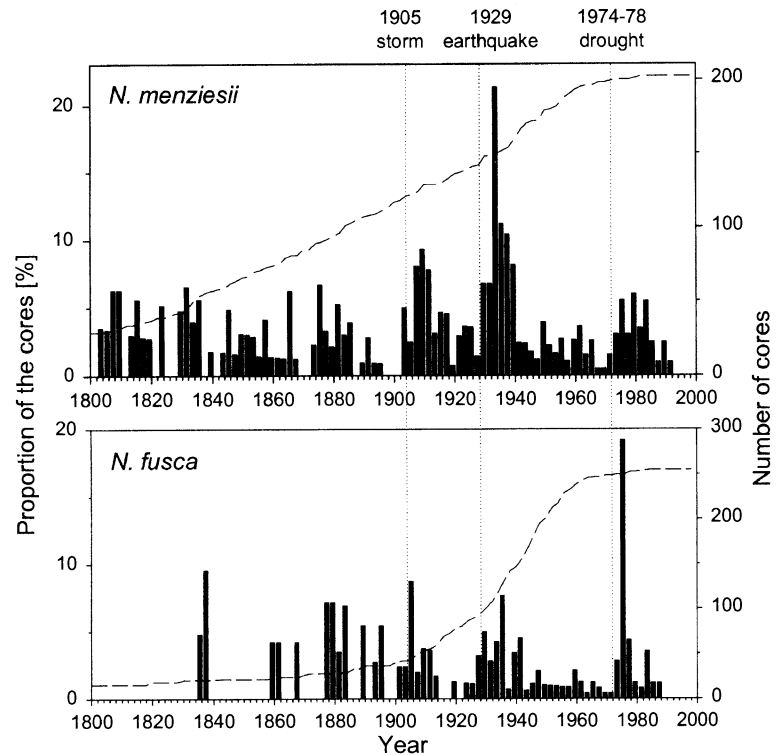 1905 1929 1974-78
storm earthquake drought
N. menziesii
20
10
0
200
100
0
1800 1820 1840 1860 1880 1900 1920 1940 1960 1980 2000
Proportion of the cores [%]
Number of cores
N. fusca
20
10
0
300
200
100
0
1800 1820 1840 1860 1880 1900 1920 1940 1960 1980 2000
Year